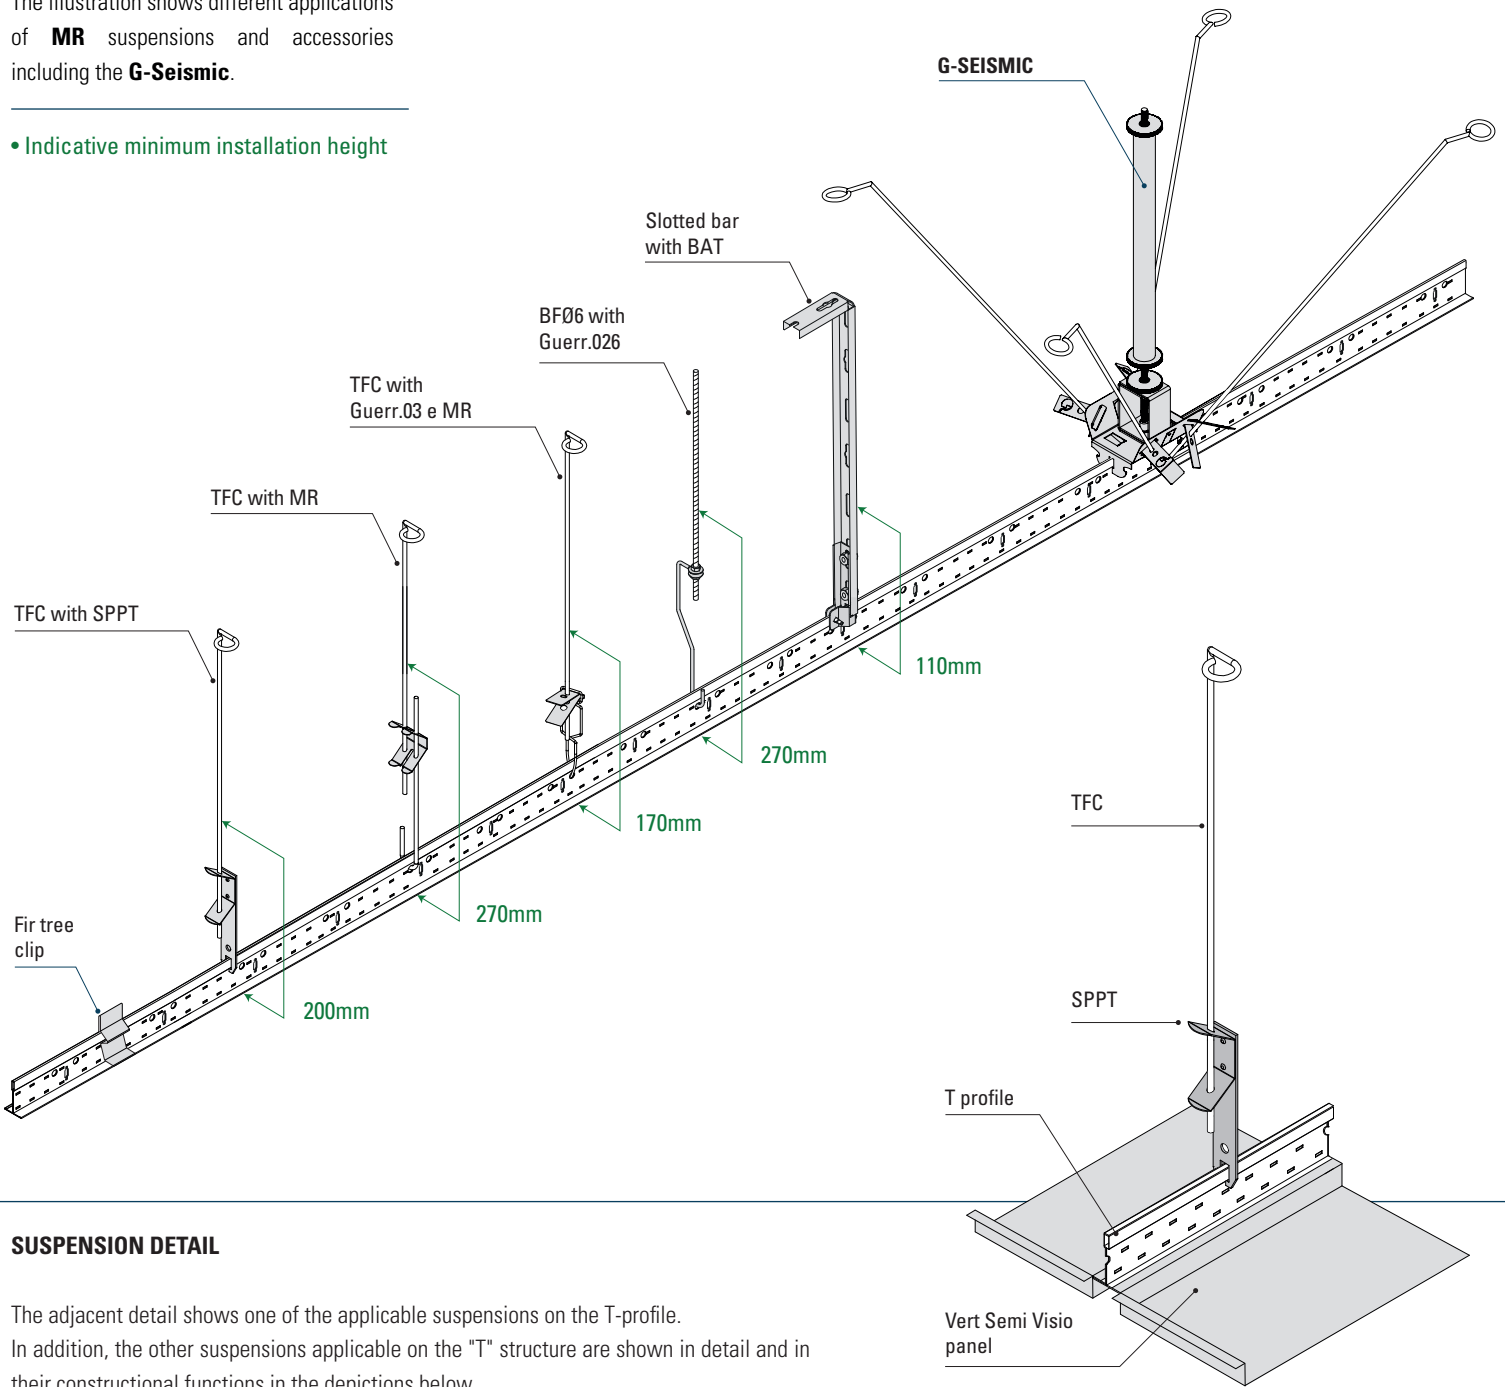 The illustration shows different applications
of MR suspensions and accessories
including the G-Seismic.
• Indicative minimum installation height
G-SEISMIC
Slotted bar
with BAT
BFØ6 with
Guerr.026
TFC with
Guerr.03 e MR
TFC with MR
TFC with SPPT
Fir tree
clip
110mm
270mm
170mm
270mm
200mm
TFC
SPPT
T profile
Vert Semi Visio
panel
SUSPENSION DETAIL
The adjacent detail shows one of the applicable suspensions on the T-profile.
In addition, the other suspensions applicable on the "T" structure are shown in detail and in
their constructional functions in the depictions below.